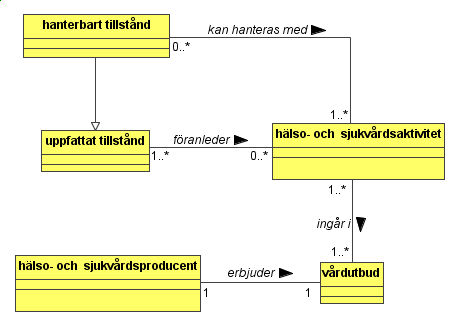 hanterbart tillstånd
kan hanteras med
0..*
1..*
uppfattat tillstånd
föranleder
hälso- och sjukvårdsaktivitet
1..*
0..*
1..*
ingår i
1..*
hälso- och sjukvårdsproducent
erbjuder
vårdutbud
1
1